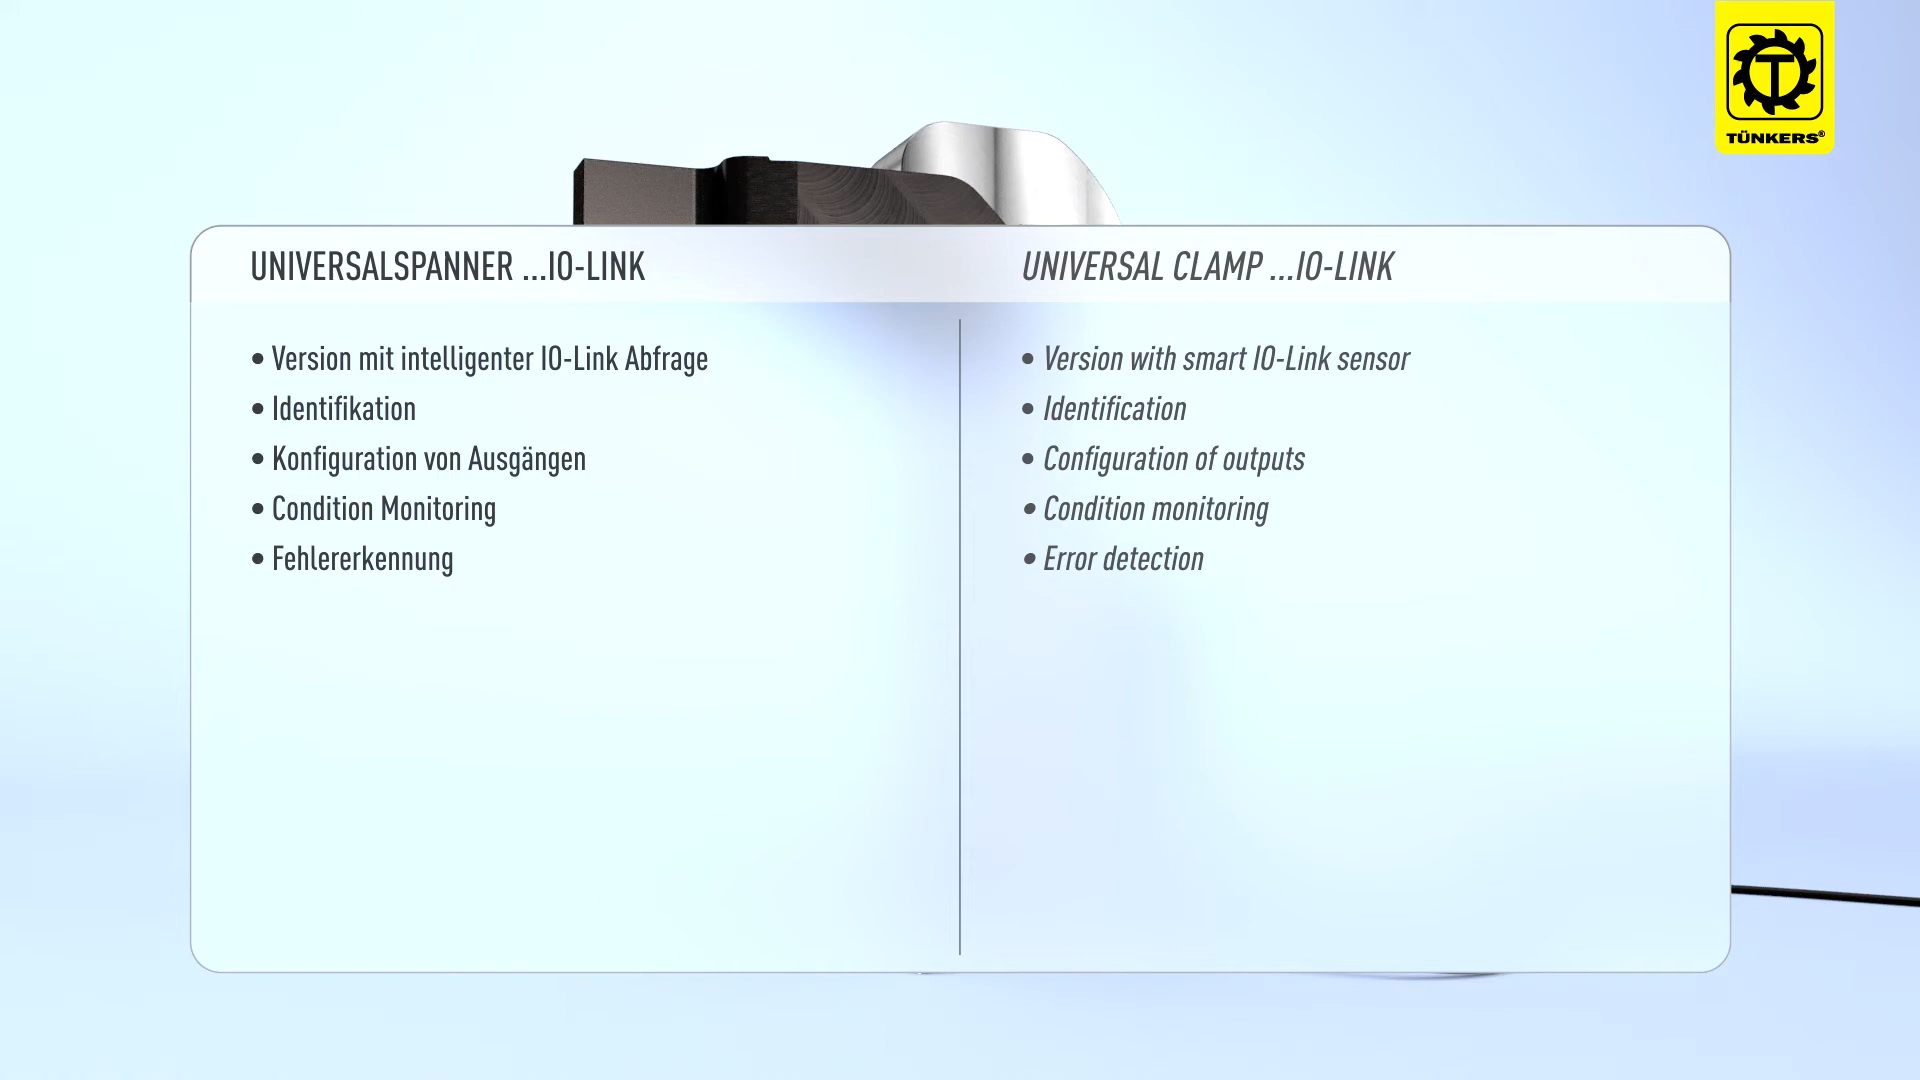 TÜNKERS®
UNIVERSALSPANNER ...IO-LINK
• Version mit intelligenter IO-Link Abfrage
• Identifikation
• Konfiguration von Ausgängen
• Condition Monitoring
• Fehlererkennung
UNIVERSAL CLAMP ...IO-LINK
• Version with smart IO-Link sensor
• Identification
• Configuration of outputs
• Condition monitoring
• Error detection